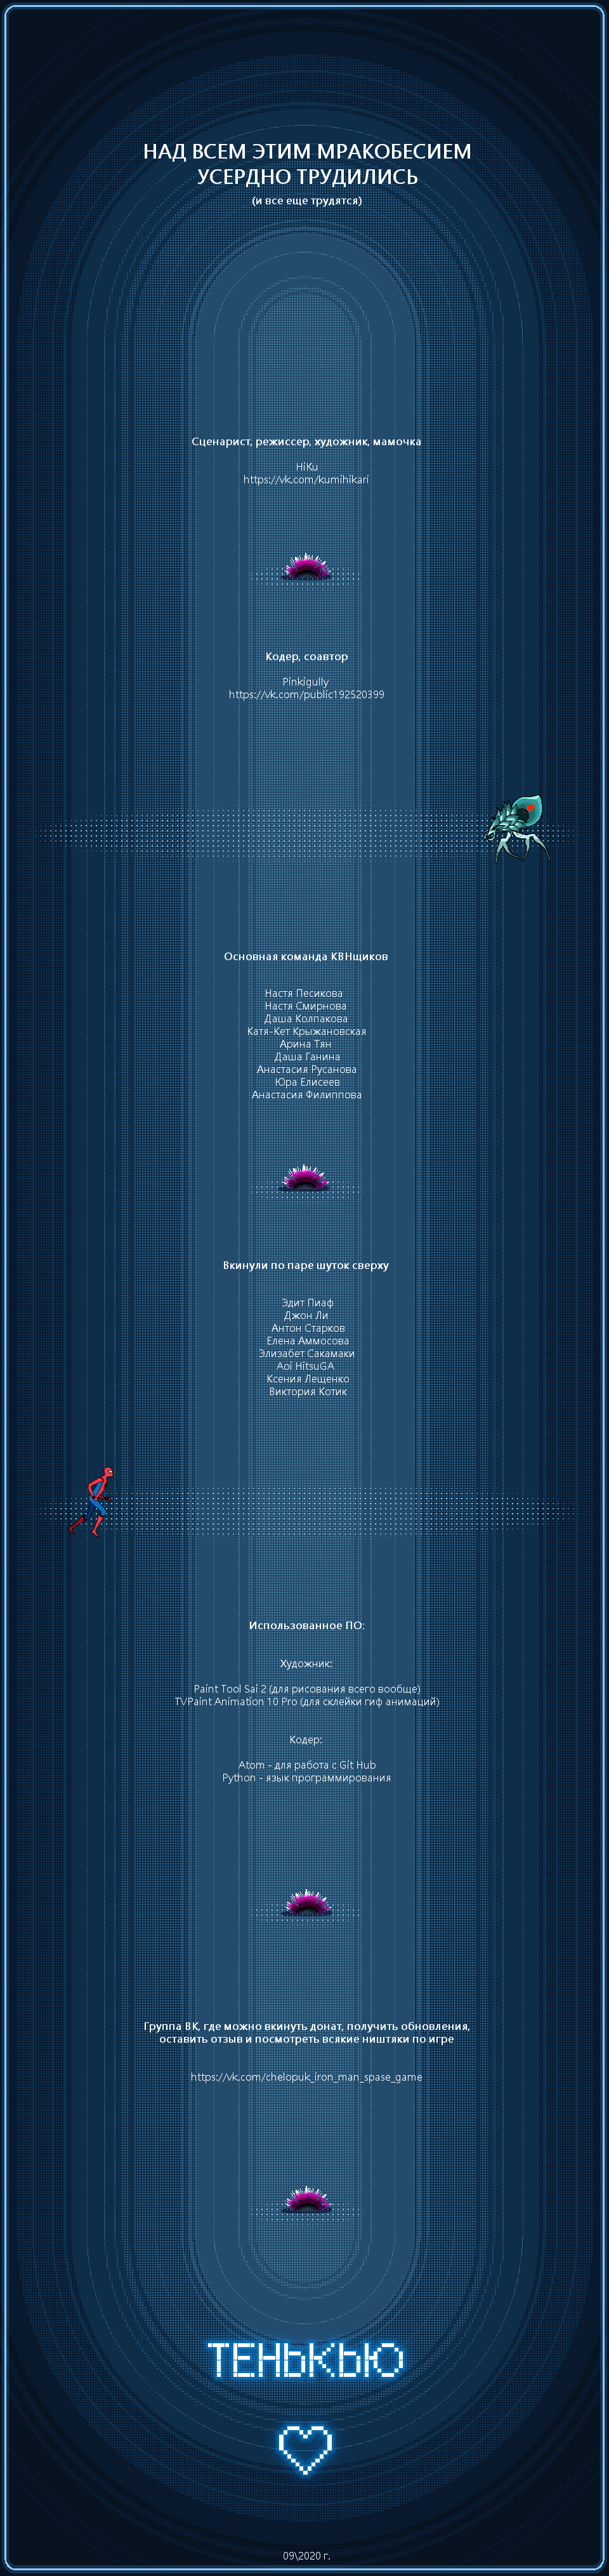 НАД ВСЕМ ЭТИМ МРАКОБЕСИЕМ
УСЕРДНО ТРУДИЛИСЬ
(и все еще трудятся)
Сценарист, режиссер, художник, мамочка
HiKu
https://vk.com/kumihikari
Кодер, соавтор
Pinkigully
https://vk.com/public192520399
Основная команда КВНщиков
Настя Песикова
Настя Смирнова
Даша Колпакова
Катя-Кет Крыжановская
Арина Тян
Даша Ганина
Анастасия Русанова
Юра Елисеев
Анастасия Филиппова
Вкинули по паре шуток сверху
Эдит Пиаф
Джон Ли
Антон Старков
Елена Аммосова
Элизабет Сакамаки
Aoi HitsuGA
Ксения Лещенко
Виктория Котик
Использованное ПО:
Художник:
Paint Tool Sai 2 (для рисования всего вообще)
TVPaint Animation 10 Pro (для склейки гиф анимаций)
Кодер:
Atom - для работа с Git Hub
Python - язык программирования
Группа ВК, где можно вкинуть донат, получить обновления,
оставить отзыв и посмотреть всякие ништяки по игре
https://vk.com/chelopuk_iron_man_spase_game
ТЕНЬКЬЮ
09\2020 г.